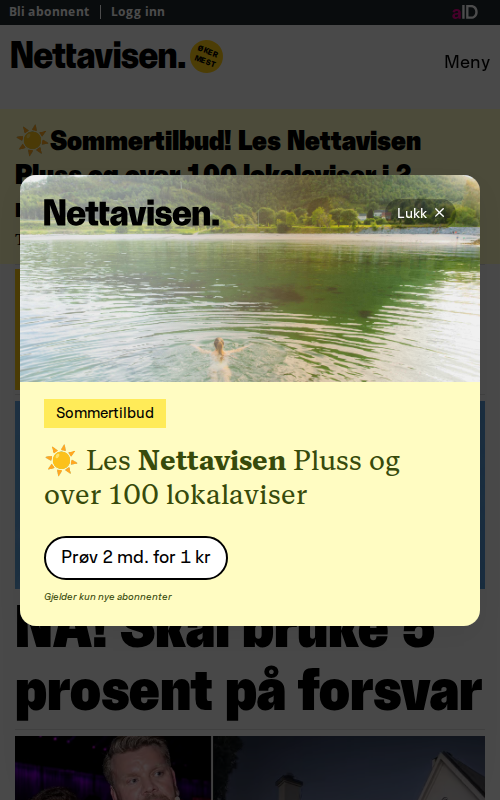 Bli abonnent | Logg inn
aID
Nettavisen.
ØKER
MEST
Meny
Sommertilbud! Les Nettavisen
Pluss og over 100 lokalaviser i 2
Nettavisen.
Lukk ✕
Sommertilbud
Les Nettavisen Pluss og
over 100 lokalaviser
Prøv 2 md. for 1 kr
Gjelder kun nye abonnenter
NA! Skal bruke 5
prosent på forsvar